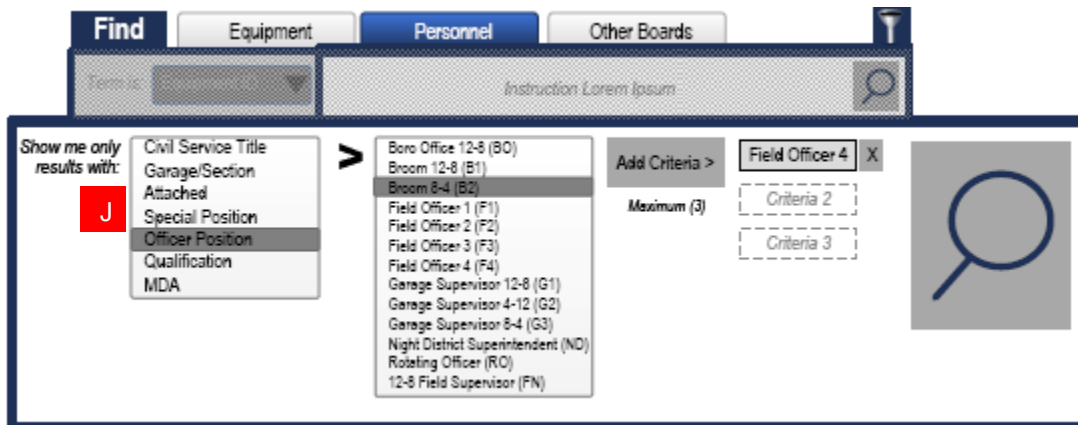 Find
Equipment
Personnel
Other Boards
Term is:
Equipment ID
Instruction Lorem Ipsum
Show me only
results with:
J
Civil Service Title
Garage/Section
Attached
Special Position
Officer Position
Qualification
MDA
>
Boro Office 12-8 (BO)
Broom 12-8 (B1)
Broom 8-4 (B2)
Field Officer 1 (F1)
Field Officer 2 (F2)
Field Officer 3 (F3)
Field Officer 4 (F4)
Garage Supervisor 12-8 (G1)
Garage Supervisor 4-12 (G2)
Garage Supervisor 8-4 (G3)
Night District Superintendent (ND)
Rotating Officer (RO)
12-8 Field Supervisor (FN)
Add Criteria >
Maximum (3)
Field Officer 4 X
Criteria 2
Criteria 3